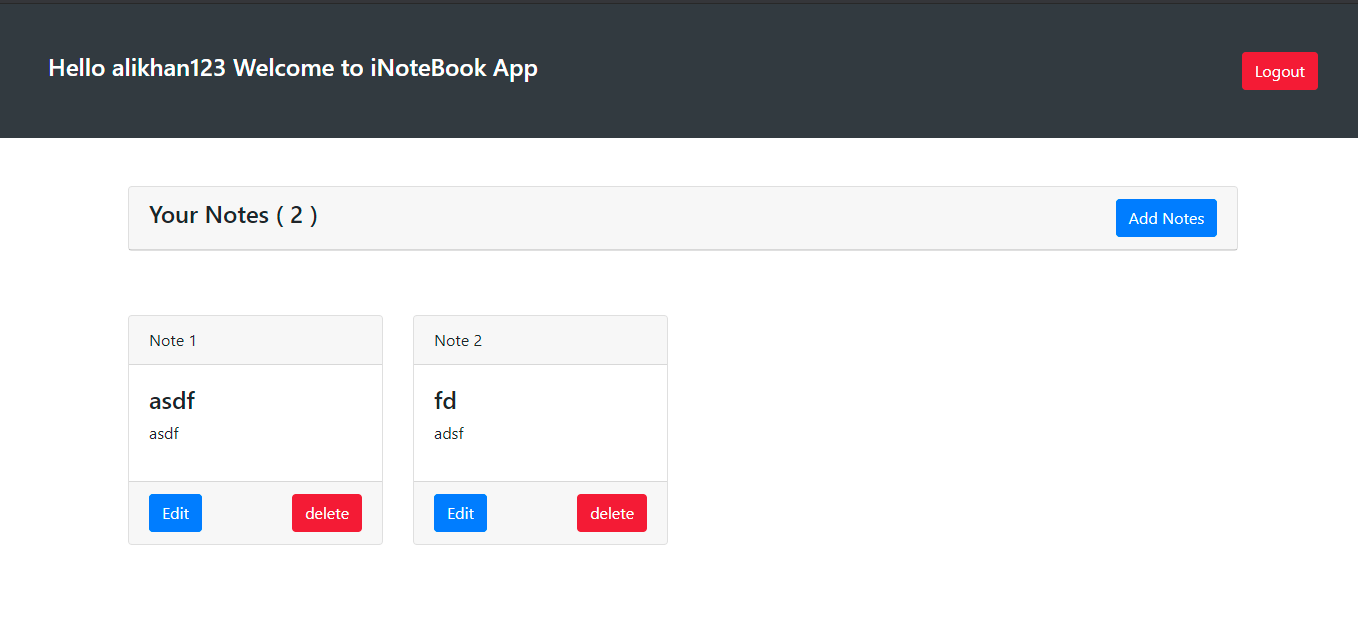 Hello alikhan123 Welcome to iNoteBook App
Logout
Your Notes ( 2 )
Add Notes
Note 1
asdf
asdf
Edit
delete
Note 2
fd
adsf
Edit
delete